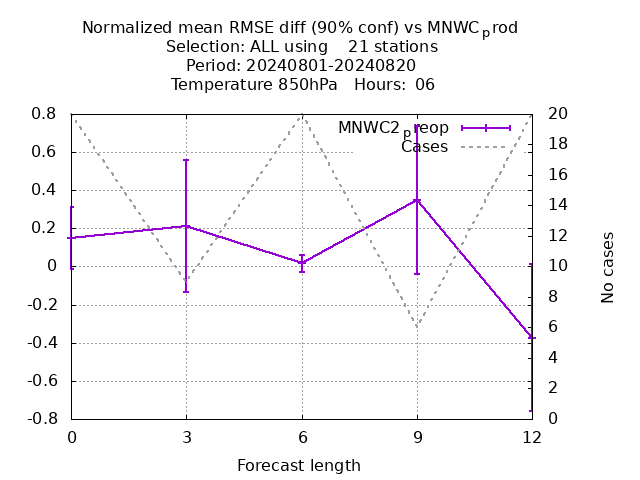 Normalized mean RMSE diff (90% conf) vs MNWCprod
Selection: ALL using    21 stations
Period: 20240801-20240820
Temperature 850hPa   Hours: 06
MNWC2preop
Cases
0.8
0.6
0.4
0.2
0
-0.2
-0.4
-0.6
-0.8
20
18
16
14
12
10
8
6
4
2
0
No cases
0 3 6 9 12
Forecast length